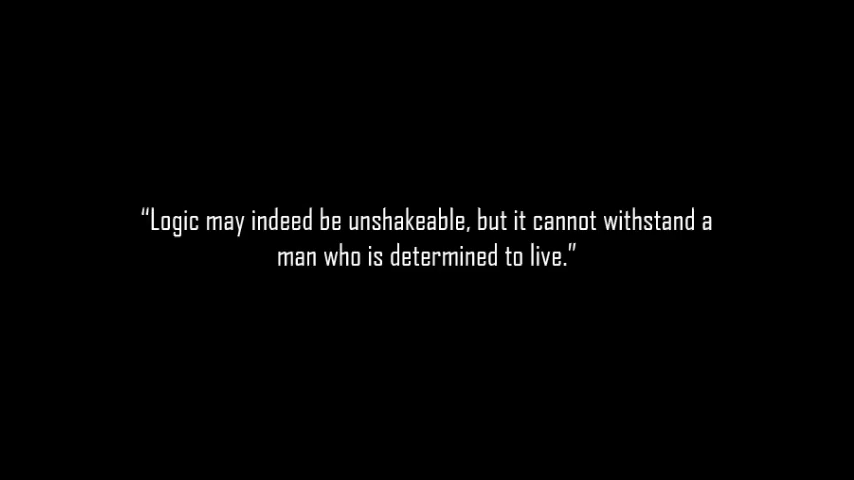 “Logic may indeed be unshakeable, but it cannot withstand a
man who is determined to live.”